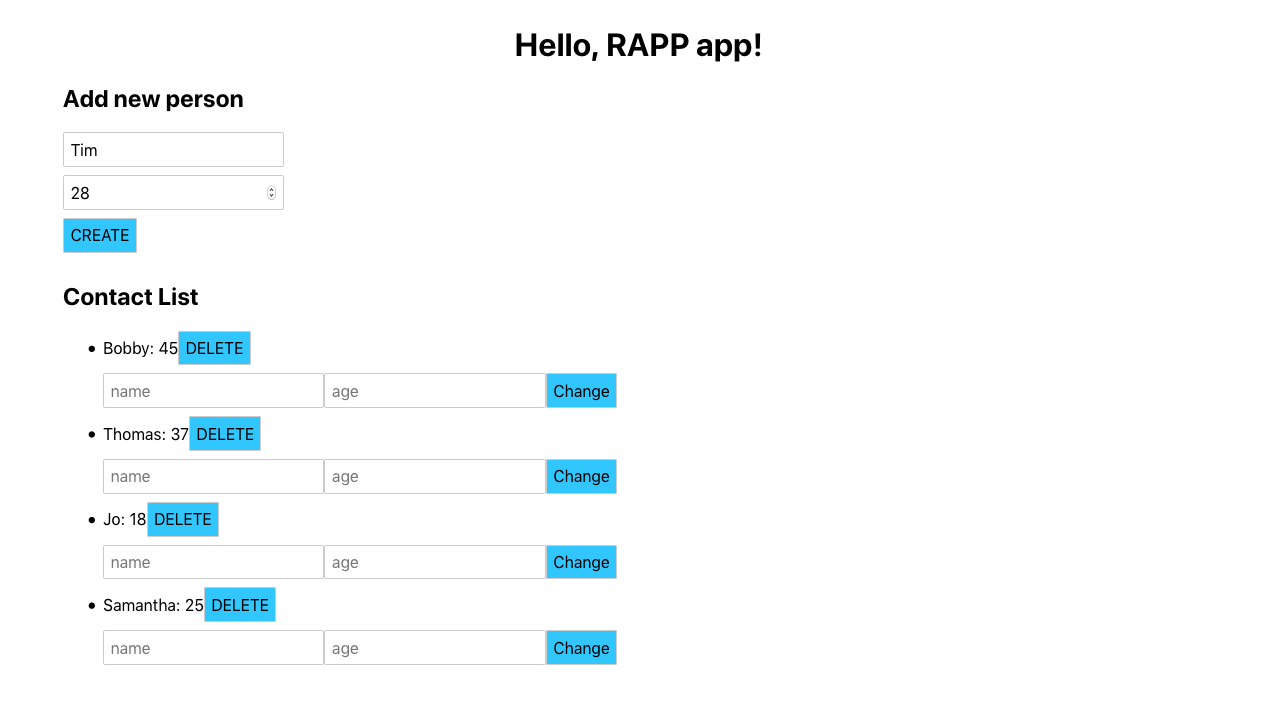 Hello, RAPP app!
Add new person
Tim
28
CREATE
Contact List
Bobby: 45 DELETE
name age Change
Thomas: 37 DELETE
name age Change
Jo: 18 DELETE
name age Change
Samantha: 25 DELETE
name age Change